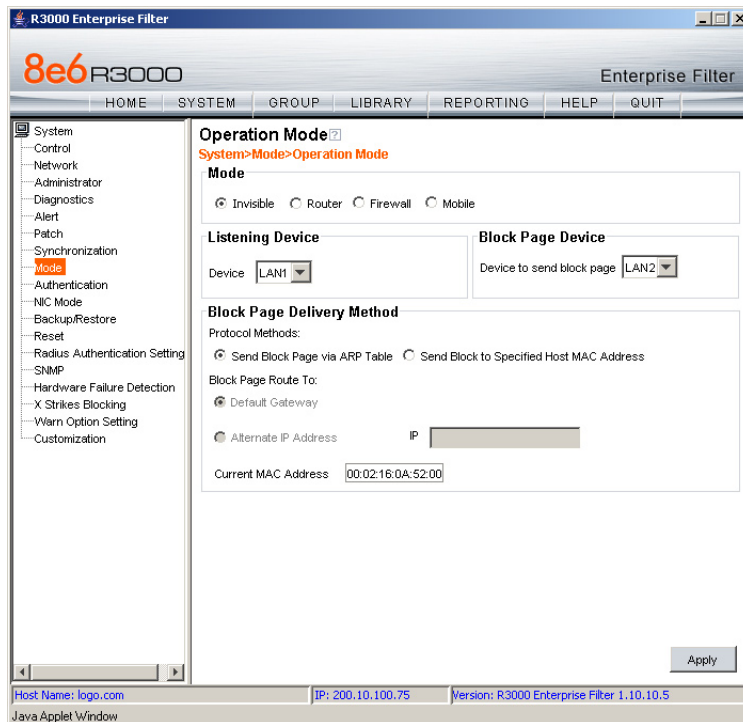 R3000 Enterprise Filter
8e6 R3000
Enterprise Filter
HOME SYSTEM GROUP LIBRARY REPORTING HELP QUIT
System
Control
Network
Administrator
Diagnostics
Alert
Patch
Synchronization
Mode
Authentication
NIC Mode
Backup/Restore
Reset
Radius Authentication Setting
SNMP
Hardware Failure Detection
X Strikes Blocking
Warn Option Setting
Customization
Operation Mode ?
System>Mode>Operation Mode
Mode
Invisible Router Firewall Mobile
Listening Device
Device LAN1
Block Page Device
Device to send block page LAN2
Block Page Delivery Method
Protocol Methods:
Send Block Page via ARP Table Send Block to Specified Host MAC Address
Block Page Route To:
Default Gateway
Alternate IP Address IP
Current MAC Address 00:02:16:0A:52:00
Apply
Host Name: logo.com IP: 200.10.100.75 Version: R3000 Enterprise Filter 1.10.10.5
Java Applet Window